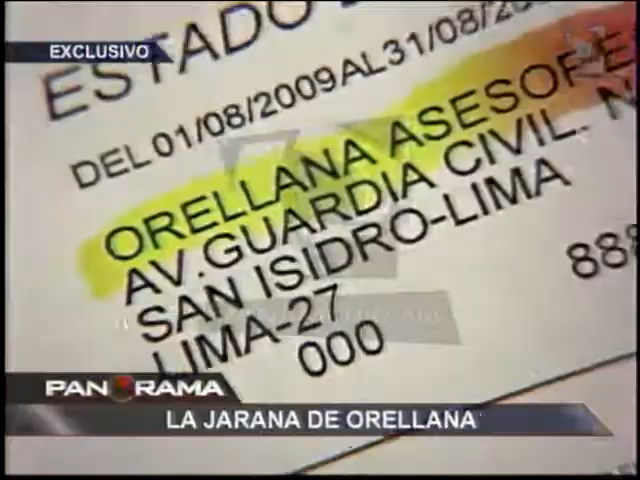 EXCLUSIVO
ESTADO
DEL 01/08/2009 AL 31/08/20
ORELLANA ASESORE
AV.GUARDIA CIVIL. N
SAN ISIDRO-LIMA
LIMA-27
000
888
PANORAMA
LA JARANA DE ORELLANA